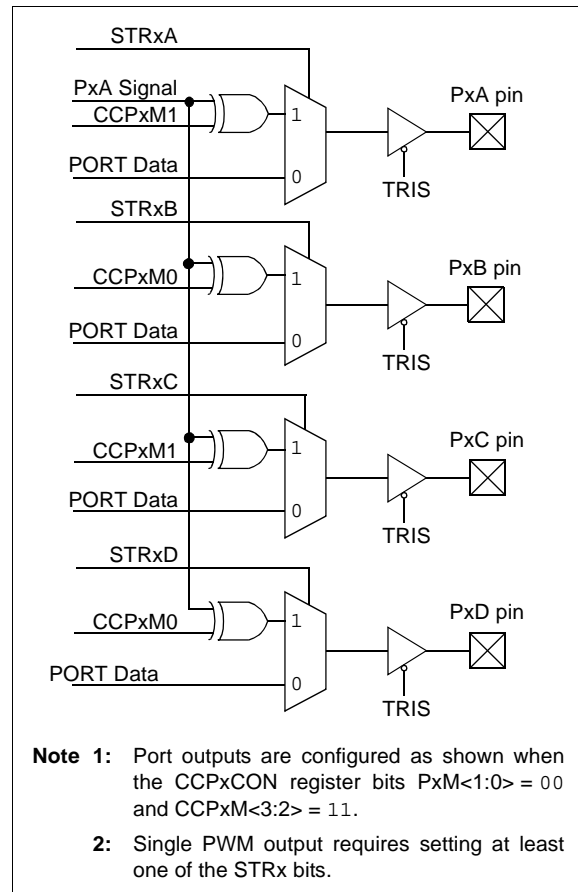 STRxA
PxA Signal
CCPxM1
1
PxA pin
PORT Data
0
TRIS
STRxB
CCPxM0
1
PxB pin
PORT Data
0
TRIS
STRxC
CCPxM1
1
PxC pin
PORT Data
0
TRIS
STRxD
CCPxM0
1
PxD pin
PORT Data
0
TRIS
Note 1: Port outputs are configured as shown when
the CCPxCON register bits PxM<1:0> = 00
and CCPxM<3:2> = 11.
2: Single PWM output requires setting at least
one of the STRx bits.